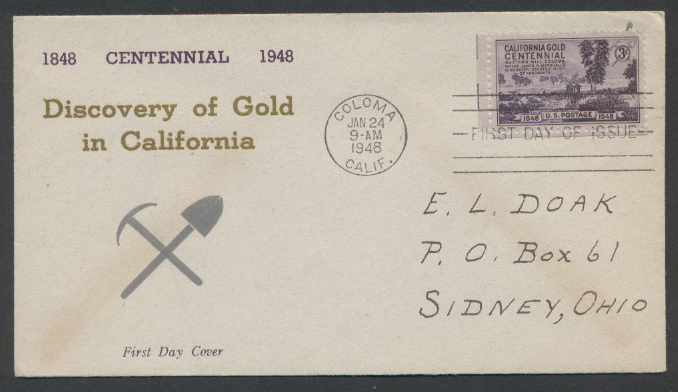 1848 CENTENNIAL 1948
Discovery of Gold
in California
First Day Cover
COLOMA
JAN 24
9-AM
1948
CALIF.
CALIFORNIA GOLD
CENTENNIAL
3¢
1848 U.S. POSTAGE 1948
FIRST DAY OF ISSUE
E. L. DOAK
P. O. Box 61
SIDNEY, OHIO